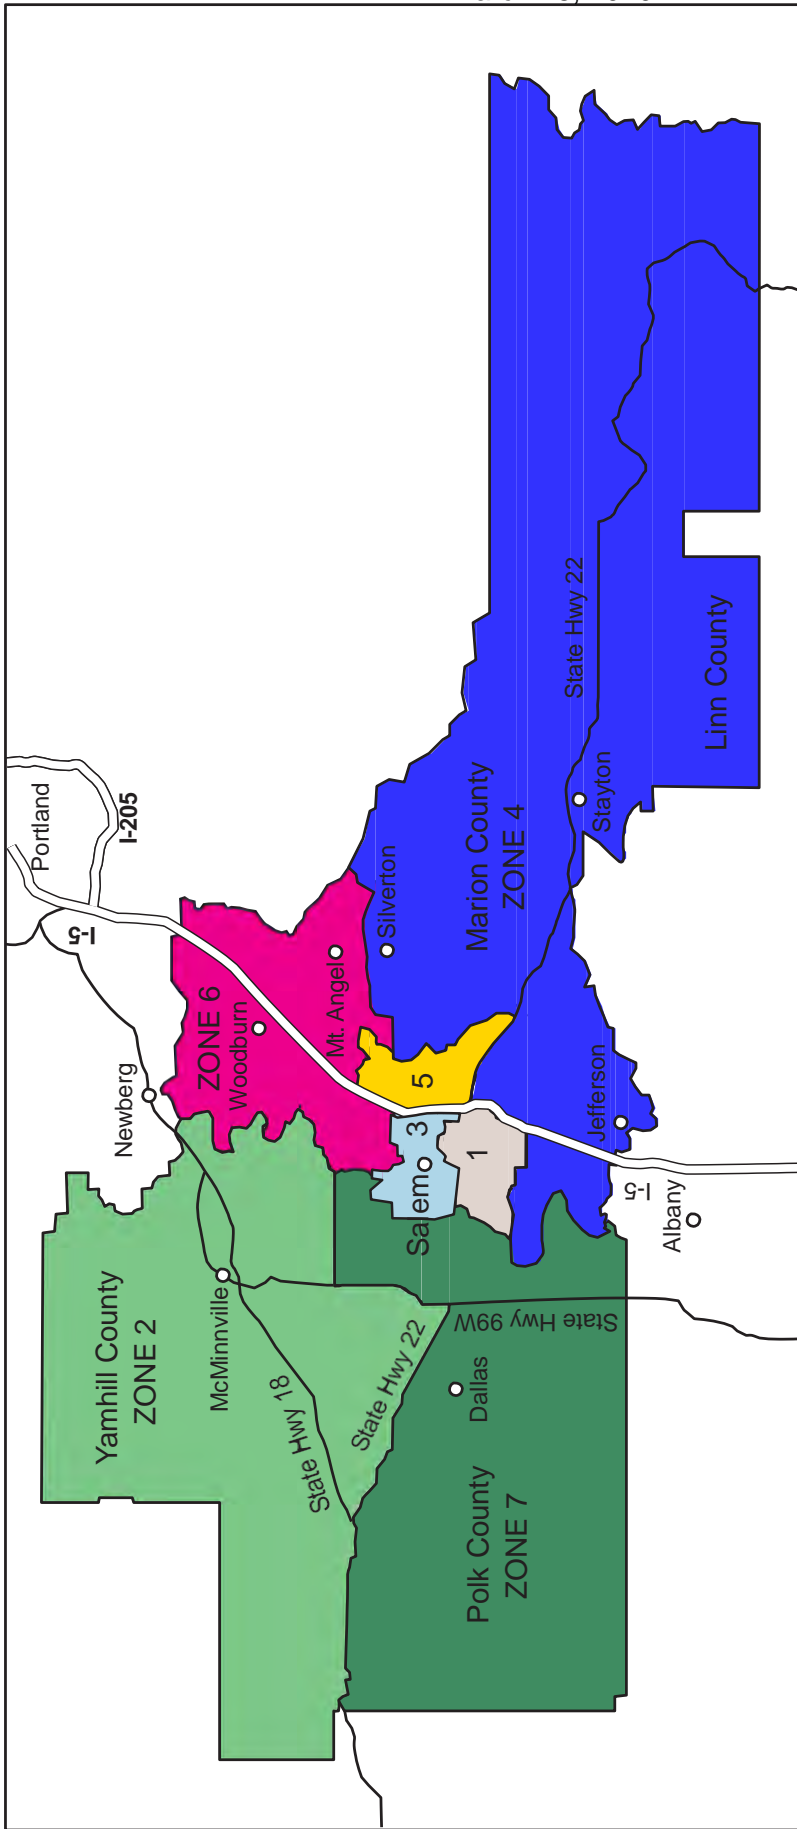 Portland
I-205
I-5
Newberg
ZONE 6
Woodburn
Mt. Angel
Silverton
Yamhill County
ZONE 2
McMinnville
State Hwy 18
State Hwy 22
3
Salem
5
1
Marion County
ZONE 4
State Hwy 22
Stayton
Linn County
Jefferson
I-5
Albany
State Hwy 99W
Dallas
Polk County
ZONE 7